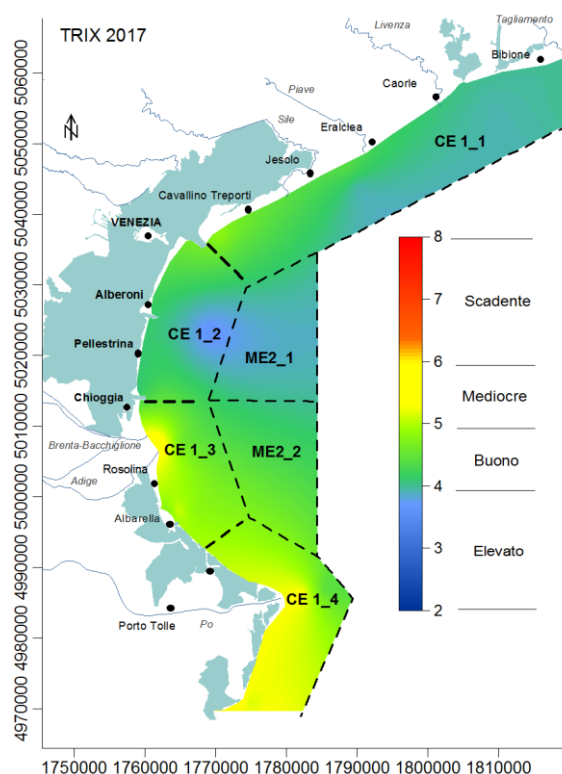 TRIX 2017
Livenza
Tagliamento
Bibione
Caorle
Piave
Eralclea
CE 1_1
Sile
Jesolo
Cavallino Treporti
VENEZIA
N
Alberoni
CE 1_2
ME2_1
Pellestrina
Chioggia
Brenta-Bacchiglione
CE 1_3
ME2_2
Rosolina
Adige
Albarella
CE 1_4
Porto Tolle
Po
8
7
6
5
4
3
2
Scadente
Mediocre
Buono
Elevato
5060000
5050000
5040000
5030000
5020000
5010000
5000000
4990000
4980000
4970000
1750000 1760000 1770000 1780000 1790000 1800000 1810000